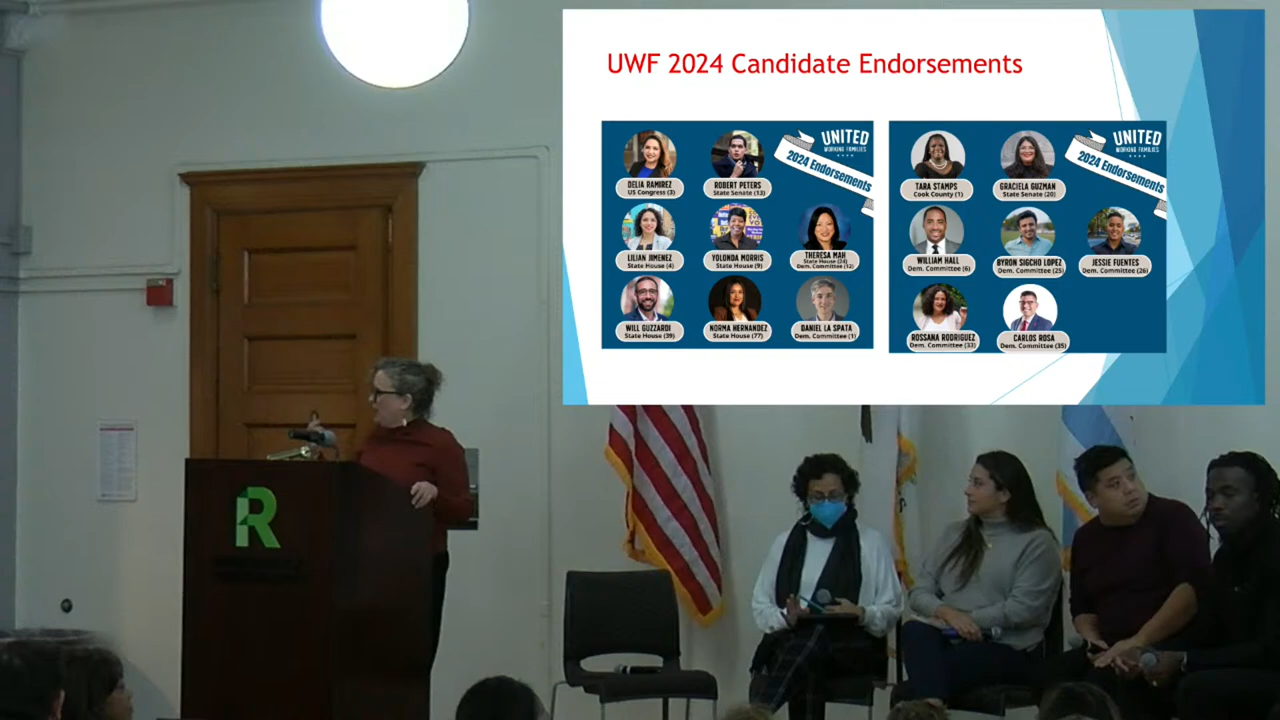 UWF 2024 Candidate Endorsements
UNITED
WORKING FAMILIES
2024 Endorsements
DELIA RAMIREZ
US Congress (3)
ROBERT PETERS
State Senate (13)
LILIAN JIMENEZ
State House (4)
YOLONDA MORRIS
State House (9)
THERESA MAH
State House (24)
Dem. Committee (12)
WILL GUZZARDI
State House (39)
NORMA HERNANDEZ
State House (77)
DANIEL LA SPATA
Dem. Committee (1)
UNITED
WORKING FAMILIES
2024 Endorsements
TARA STAMPS
Cook County (1)
GRACIELA GUZMAN
State Senate (20)
WILLIAM HALL
Dem. Committee (6)
BYRON SIGCHO LOPEZ
Dem. Committee (25)
JESSIE FUENTES
Dem. Committee (26)
ROSSANA RODRIGUEZ
Dem. Committee (33)
CARLOS ROSA
Dem. Committee (35)
R